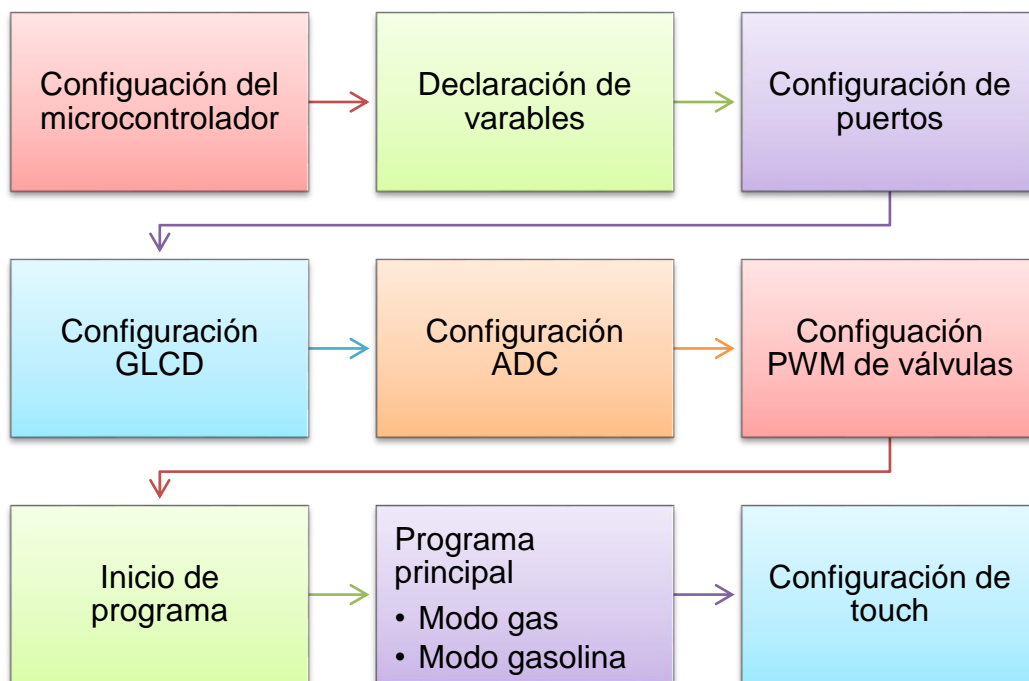 Configuación del
microcontrolador
Declaración de
varables
Configuración de
puertos
Configuración
GLCD
Configuración
ADC
Configuación
PWM de válvulas
Inicio de
programa
Programa
principal
• Modo gas
• Modo gasolina
Configuración de
touch